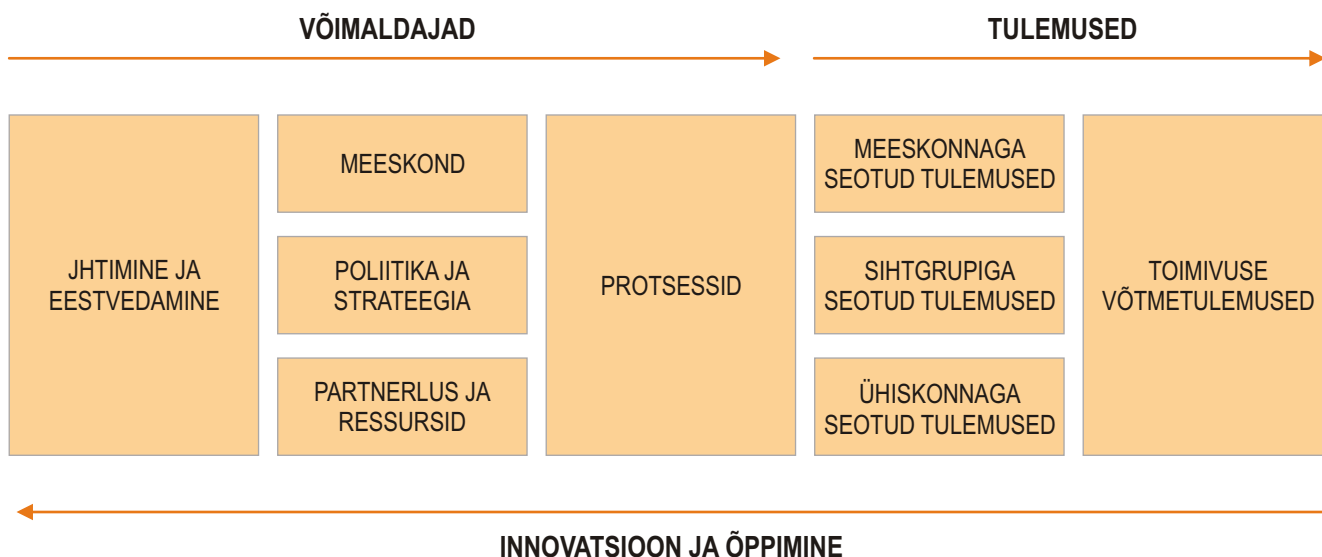 VÕIMALDAJAD
TULEMUSED
JHTIMINE JA
EESTVEDAMINE
MEESKOND
POLIITIKA JA
STRATEEGIA
PARTNERLUS JA
RESSURSID
PROTSESSID
MEESKONNAGA
SEOTUD TULEMUSED
SIHTGRUPIGA
SEOTUD TULEMUSED
ÜHISKONNAGA
SEOTUD TULEMUSED
TOIMIVUSE
VÕTMETULEMUSED
INNOVATSIOON JA ÕPPIMINE